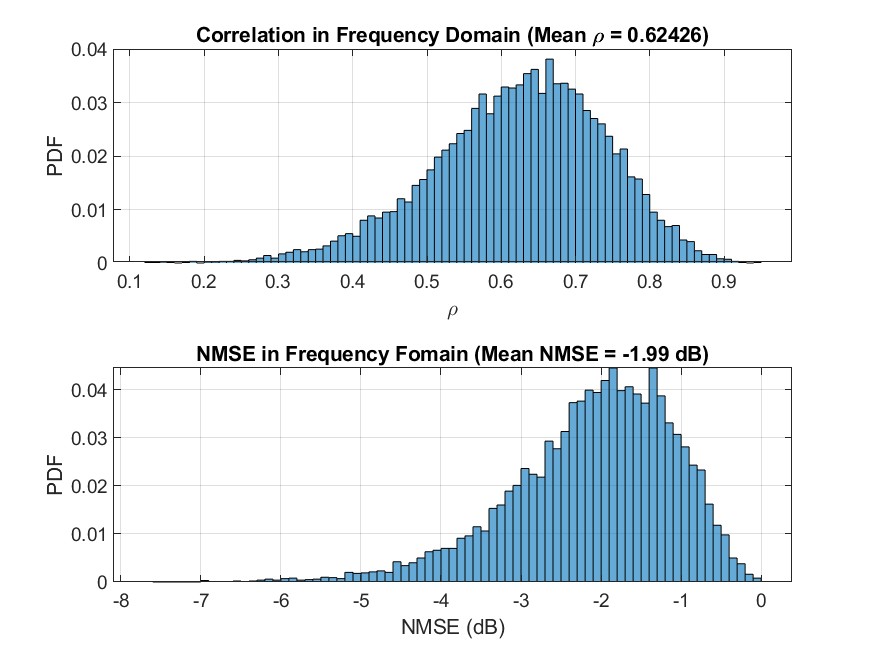 Correlation in Frequency Domain (Mean ρ = 0.62426)
0.04
0.03
0.02
0.01
0
PDF
0.1 0.2 0.3 0.4 0.5 0.6 0.7 0.8 0.9
ρ
NMSE in Frequency Fomain (Mean NMSE = -1.99 dB)
0.04
0.03
0.02
0.01
0
PDF
-8 -7 -6 -5 -4 -3 -2 -1 0
NMSE (dB)